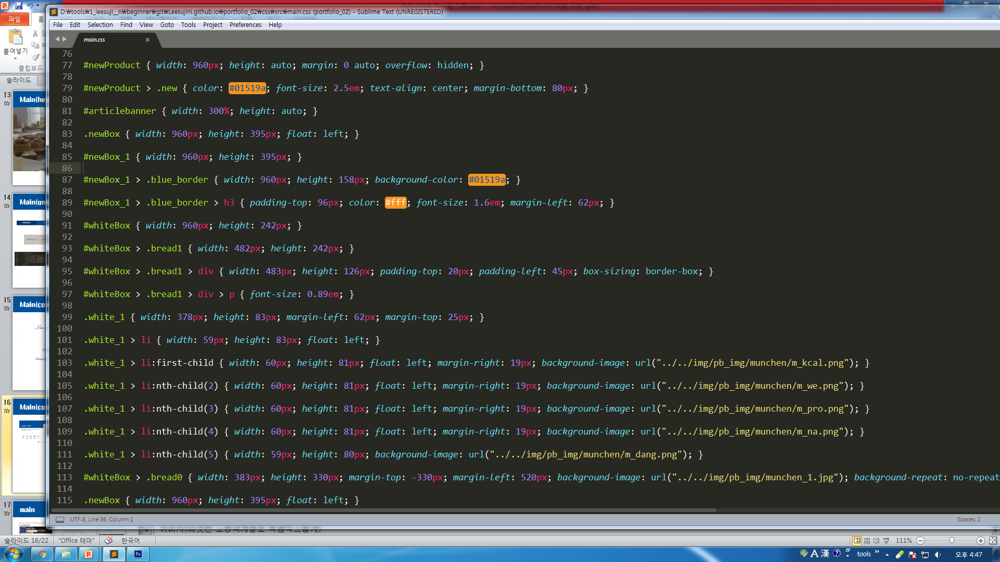 D:₩tools₩1_leesuji__n₩beginner₩git₩Leesujini.github.io₩portfolio_02₩css₩src₩main.css (portfolio_02) - Sublime Text (UNREGISTERED)
파일
File Edit Selection Find View Goto Tools Project Preferences Help
붙여넣기
클립보드
슬라이드
main.css
76
77 #newProduct { width: 960px; height: auto; margin: 0 auto; overflow: hidden; }
78
79 #newProduct > .new { color: #01519a; font-size: 2.5em; text-align: center; margin-bottom: 80px; }
80
81 #articlebanner { width: 300%; height: auto; }
82
83 .newBox { width: 960px; height: 395px; float: left; }
84
85 #newBox_1 { width: 960px; height: 395px; }
86
87 #newBox_1 > .blue_border { width: 960px; height: 158px; background-color: #01519a; }
88
89 #newBox_1 > .blue_border > h3 { padding-top: 96px; color: #fff; font-size: 1.6em; margin-left: 62px; }
90
91 #whiteBox { width: 960px; height: 242px; }
92
93 #whiteBox > .bread1 { width: 482px; height: 242px; }
94
95 #whiteBox > .bread1 > div { width: 483px; height: 126px; padding-top: 20px; padding-left: 45px; box-sizing: border-box; }
96
97 #whiteBox > .bread1 > div > p { font-size: 0.89em; }
98
99 .white_1 { width: 378px; height: 83px; margin-left: 62px; margin-top: 25px; }
100
101 .white_1 > li { width: 59px; height: 83px; float: left; }
102
103 .white_1 > li:first-child { width: 60px; height: 81px; float: left; margin-right: 19px; background-image: url("../../img/pb_img/munchen/m_kcal.png"); }
104
105 .white_1 > li:nth-child(2) { width: 60px; height: 81px; float: left; margin-right: 19px; background-image: url("../../img/pb_img/munchen/m_we.png"); }
106
107 .white_1 > li:nth-child(3) { width: 60px; height: 81px; float: left; margin-right: 19px; background-image: url("../../img/pb_img/munchen/m_pro.png"); }
108
109 .white_1 > li:nth-child(4) { width: 60px; height: 81px; float: left; margin-right: 19px; background-image: url("../../img/pb_img/munchen/m_na.png"); }
110
111 .white_1 > li:nth-child(5) { width: 59px; height: 80px; background-image: url("../../img/pb_img/munchen/m_dang.png"); }
112
113 #whiteBox > .bread0 { width: 383px; height: 330px; margin-top: -330px; margin-left: 520px; background-image: url("../../img/pb_img/munchen_1.jpg"); background-repeat: no-repeat
114
115 .newBox { width: 960px; height: 395px; float: left; }
13 Main(he
14 Main(gn
PRODUCT
15 Main(co
16 Main(co
17 main
UTF-8, Line 86, Column 1
Spaces: 2
슬라이드 16/22 "Office 테마" 한국어
111%
A 漢 tools
오후 4:47